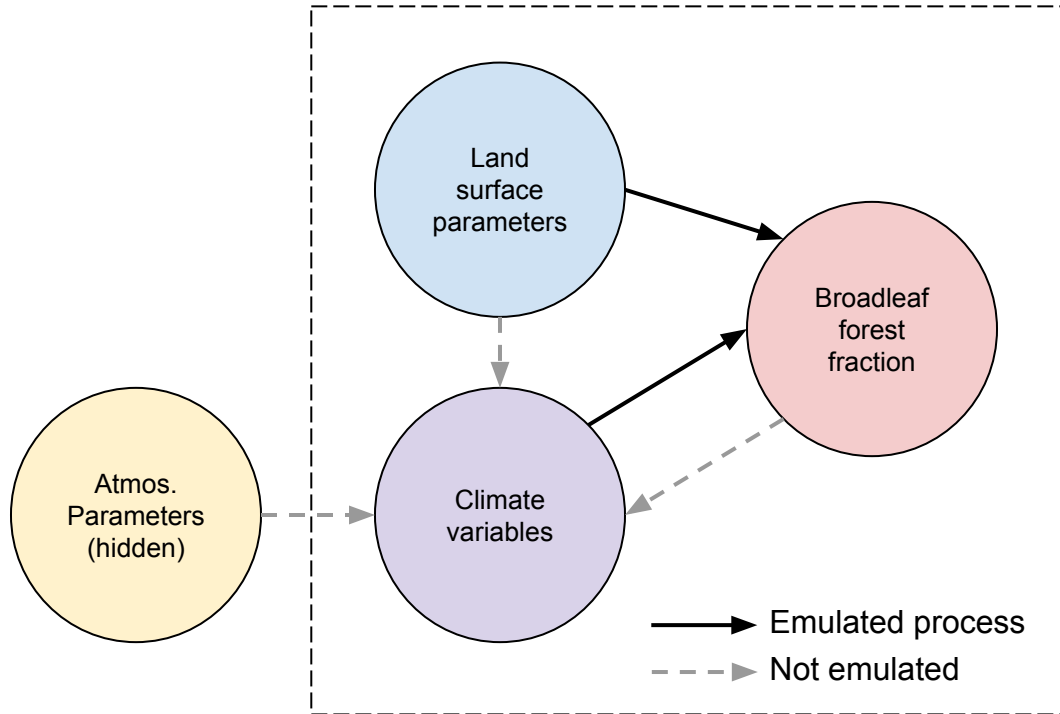 Land
surface
parameters
Broadleaf
forest
fraction
Atmos.
Parameters
(hidden)
Climate
variables
Emulated process
Not emulated